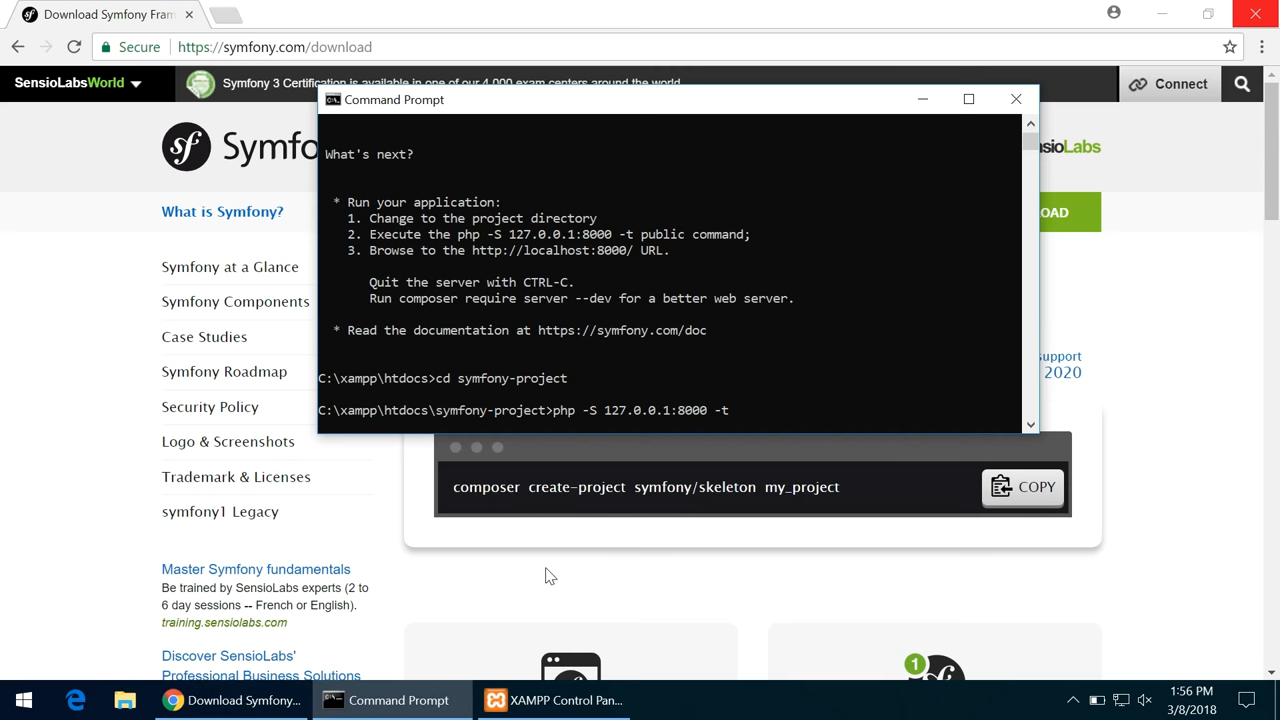 Download Symfony Fram
Secure
https://symfony.com/download
SensioLabsWorld
Symfony 3 Certification is available in one of our 4,000 exam centers around the world
Connect
Command Prompt
sf
Symfo
ensioLabs
What's next?
* Run your application:
1. Change to the project directory
2. Execute the php -S 127.0.0.1:8000 -t public command;
3. Browse to the http://localhost:8000/ URL.
Quit the server with CTRL-C.
Run composer require server --dev for a better web server.
* Read the documentation at https://symfony.com/doc
C:\xampp\htdocs>cd symfony-project
C:\xampp\htdocs\symfony-project>php -S 127.0.0.1:8000 -t
What is Symfony?
OAD
Symfony at a Glance
Symfony Components
Case Studies
Symfony Roadmap
Security Policy
Logo & Screenshots
Trademark & Licenses
symfony1 Legacy
support
2020
composer create-project symfony/skeleton my_project
COPY
Master Symfony fundamentals
Be trained by SensioLabs experts (2 to
6 day sessions -- French or English).
training.sensiolabs.com
Discover SensioLabs'
Professional Business Solutions
1
Download Symfony...
Command Prompt
XAMPP Control Pan...
1:56 PM
3/8/2018